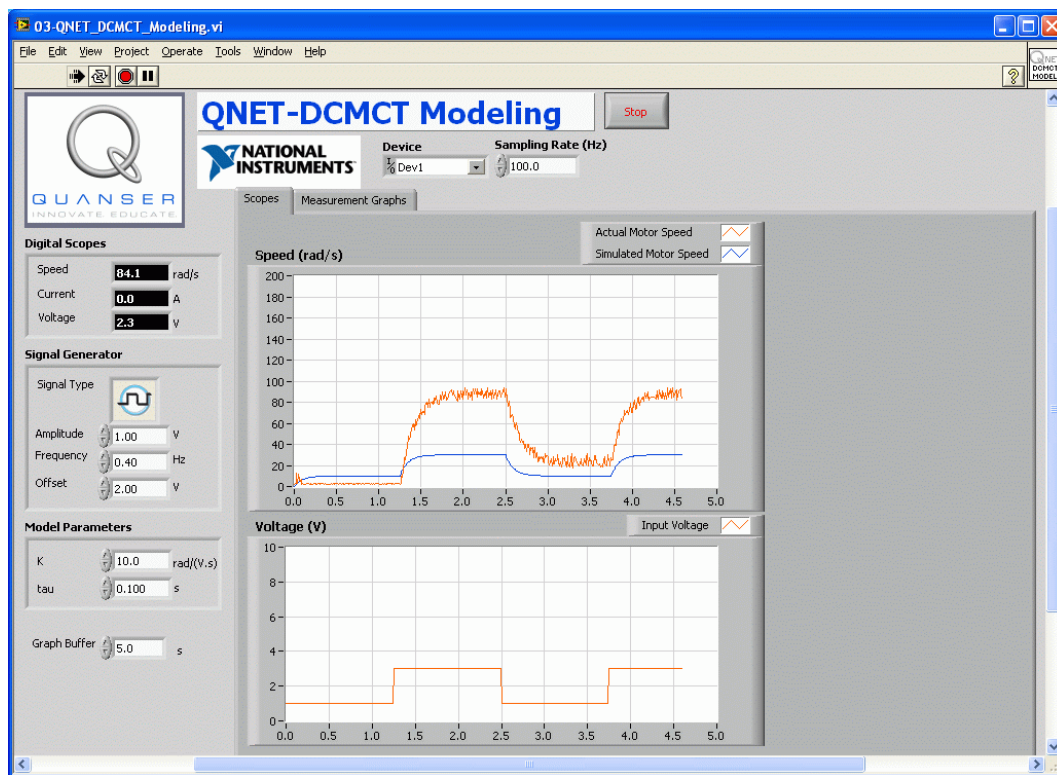 03-QNET_DCMCT_Modeling.vi
File Edit View Project Operate Tools Window Help
QNET
DCMCT
MODEL
QUANSER
INNOVATE. EDUCATE.
QNET-DCMCT Modeling
Stop
NATIONAL
INSTRUMENTS
Device
Dev1
Sampling Rate (Hz)
100.0
Scopes
Measurement Graphs
Digital Scopes
Speed 84.1 rad/s
Current 0.0 A
Voltage 2.3 V
Signal Generator
Signal Type
Amplitude 1.00 V
Frequency 0.40 Hz
Offset 2.00 V
Model Parameters
K 10.0 rad/(V.s)
tau 0.100 s
Graph Buffer 5.0 s
Actual Motor Speed
Simulated Motor Speed
Speed (rad/s)
200
180
160
140
120
100
80
60
40
20
0
0.0 0.5 1.0 1.5 2.0 2.5 3.0 3.5 4.0 4.5 5.0
Input Voltage
Voltage (V)
10
8
6
4
2
0
0.0 0.5 1.0 1.5 2.0 2.5 3.0 3.5 4.0 4.5 5.0